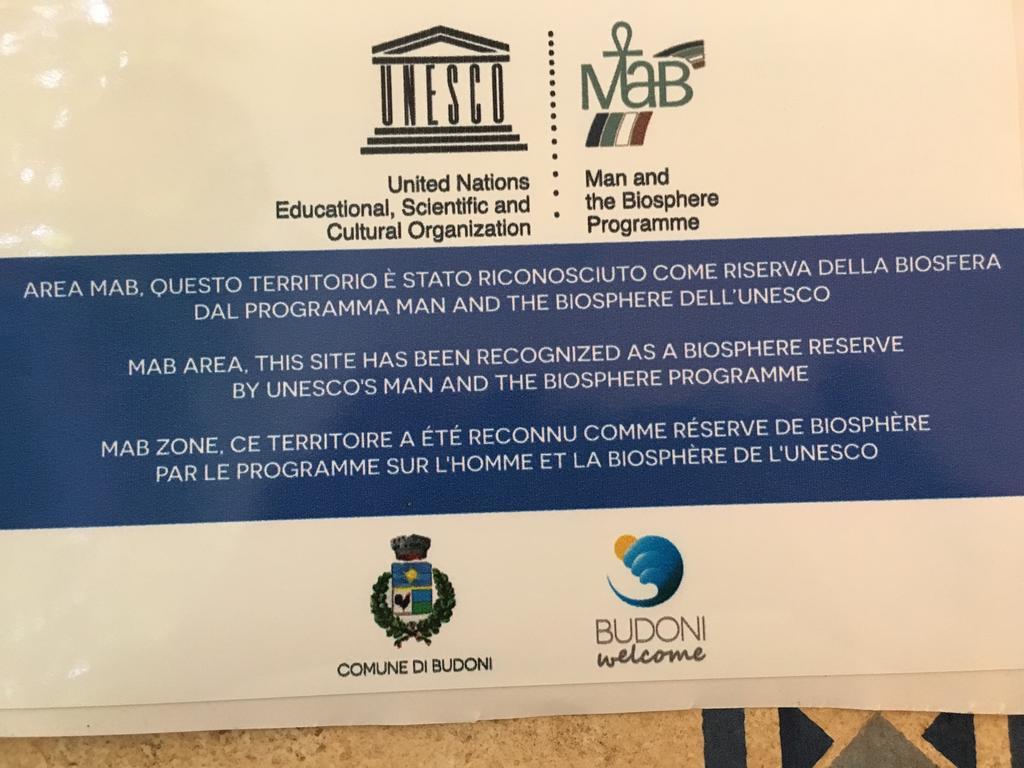 UNESCO
United Nations
Educational, Scientific and
Cultural Organization
MaB
Man and
the Biosphere
Programme
AREA MAB, QUESTO TERRITORIO È STATO RICONOSCIUTO COME RISERVA DELLA BIOSFERA
DAL PROGRAMMA MAN AND THE BIOSPHERE DELL'UNESCO
MAB AREA, THIS SITE HAS BEEN RECOGNIZED AS A BIOSPHERE RESERVE
BY UNESCO'S MAN AND THE BIOSPHERE PROGRAMME
MAB ZONE, CE TERRITOIRE A ÉTÉ RECONNU COMME RÉSERVE DE BIOSPHÈRE
PAR LE PROGRAMME SUR L'HOMME ET LA BIOSPHÈRE DE L'UNESCO
COMUNE DI BUDONI
BUDONI
welcome